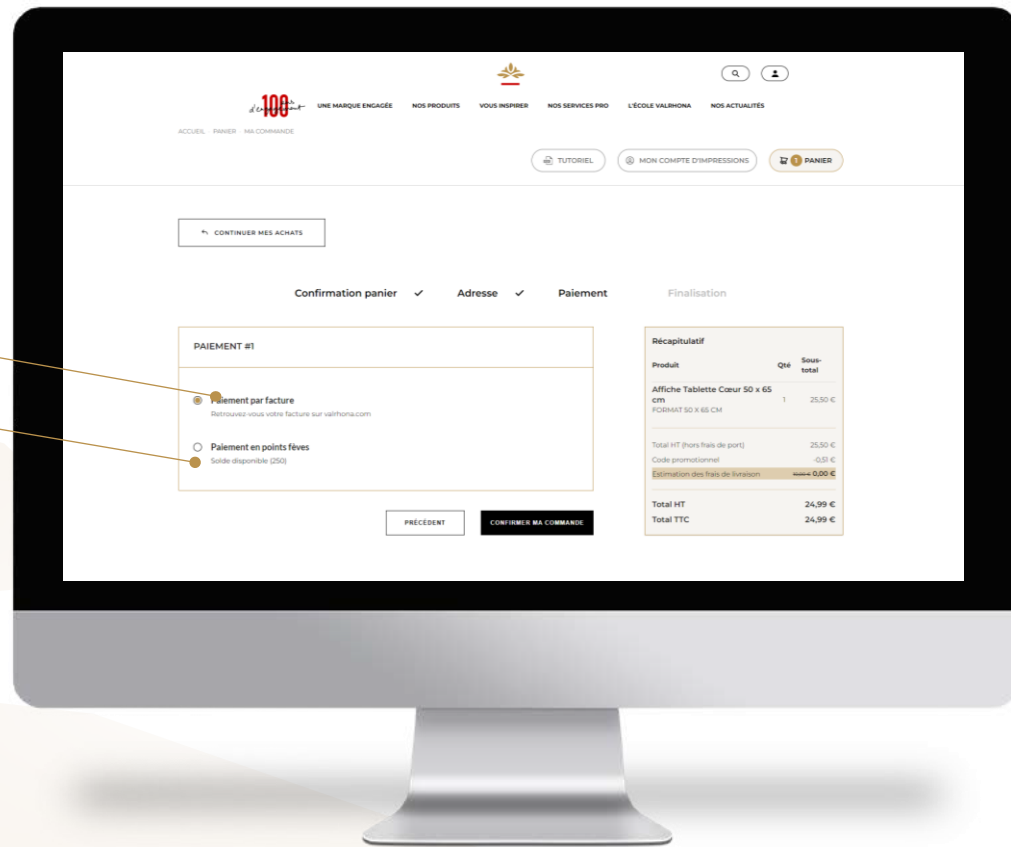 100 ans
d'engagement
UNE MARQUE ENGAGÉE NOS PRODUITS VOUS INSPIRER NOS SERVICES PRO L'ÉCOLE VALRHONA NOS ACTUALITÉS
ACCUEIL PANIER MA COMMANDE
TUTORIEL MON COMPTE D'IMPRESSIONS 1 PANIER
CONTINUER MES ACHATS
Confirmation panier Adresse Paiement Finalisation
PAIEMENT #1
Paiement par facture
Retrouvez-vous votre facture sur valrhona.com
Paiement en points fèves
Solde disponible (250)
PRÉCÉDENT CONFIRMER MA COMMANDE
Récapitulatif
Produit Qté Sous-total
Affiche Tablette Cœur 50 x 65
cm 1 25,50 €
FORMAT 50 X 65 CM
Total HT (hors frais de port) 25,50 €
Code promotionnel -0,51 €
Estimation des frais de livraison 0,00 €
Total HT 24,99 €
Total TTC 24,99 €